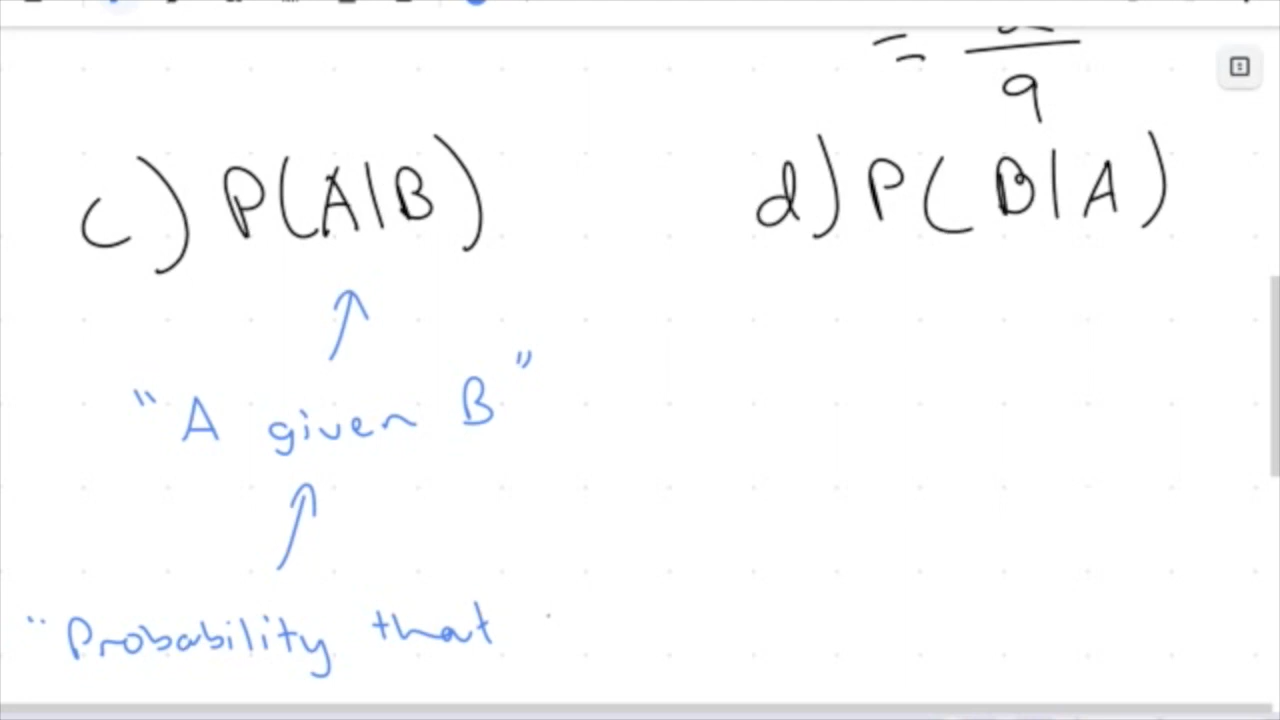 = — 9
c) P(A|B) d) P(B|A)
"A given B"
"Probability that